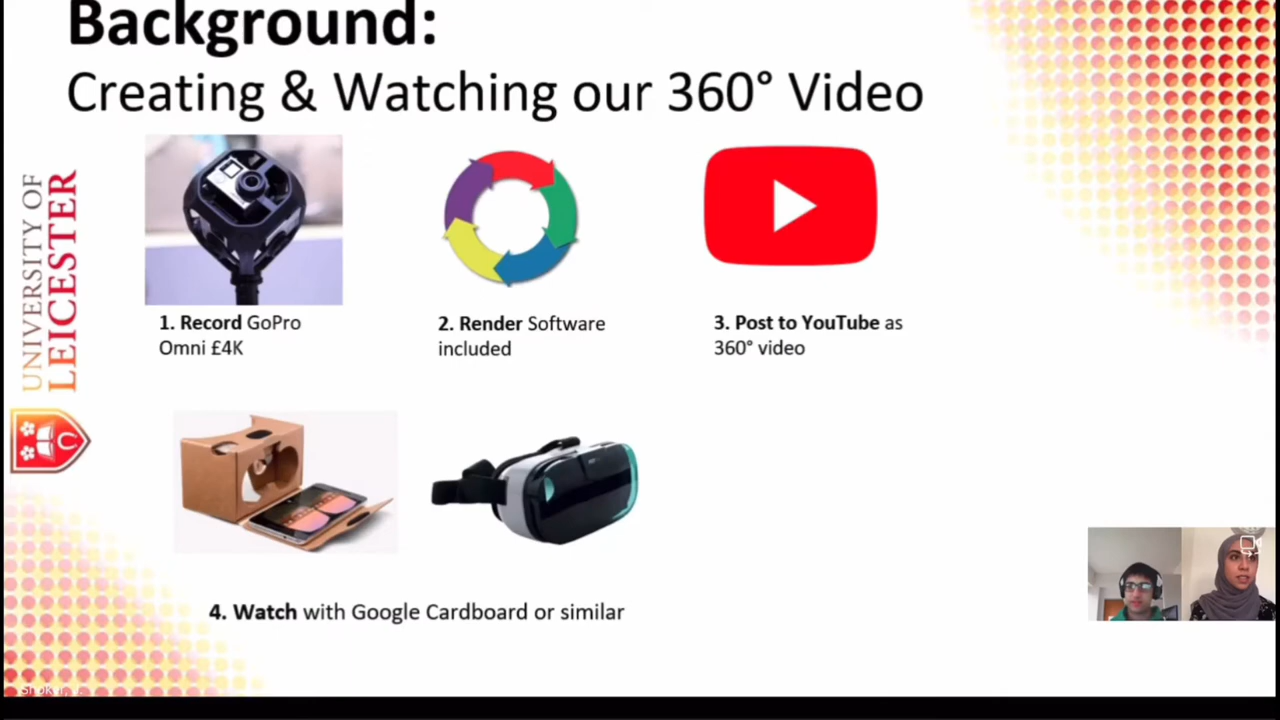 Background:
Creating & Watching our 360° Video
UNIVERSITY OF
LEICESTER
1. Record GoPro
Omni £4K
2. Render Software
included
3. Post to YouTube as
360° video
4. Watch with Google Cardboard or similar